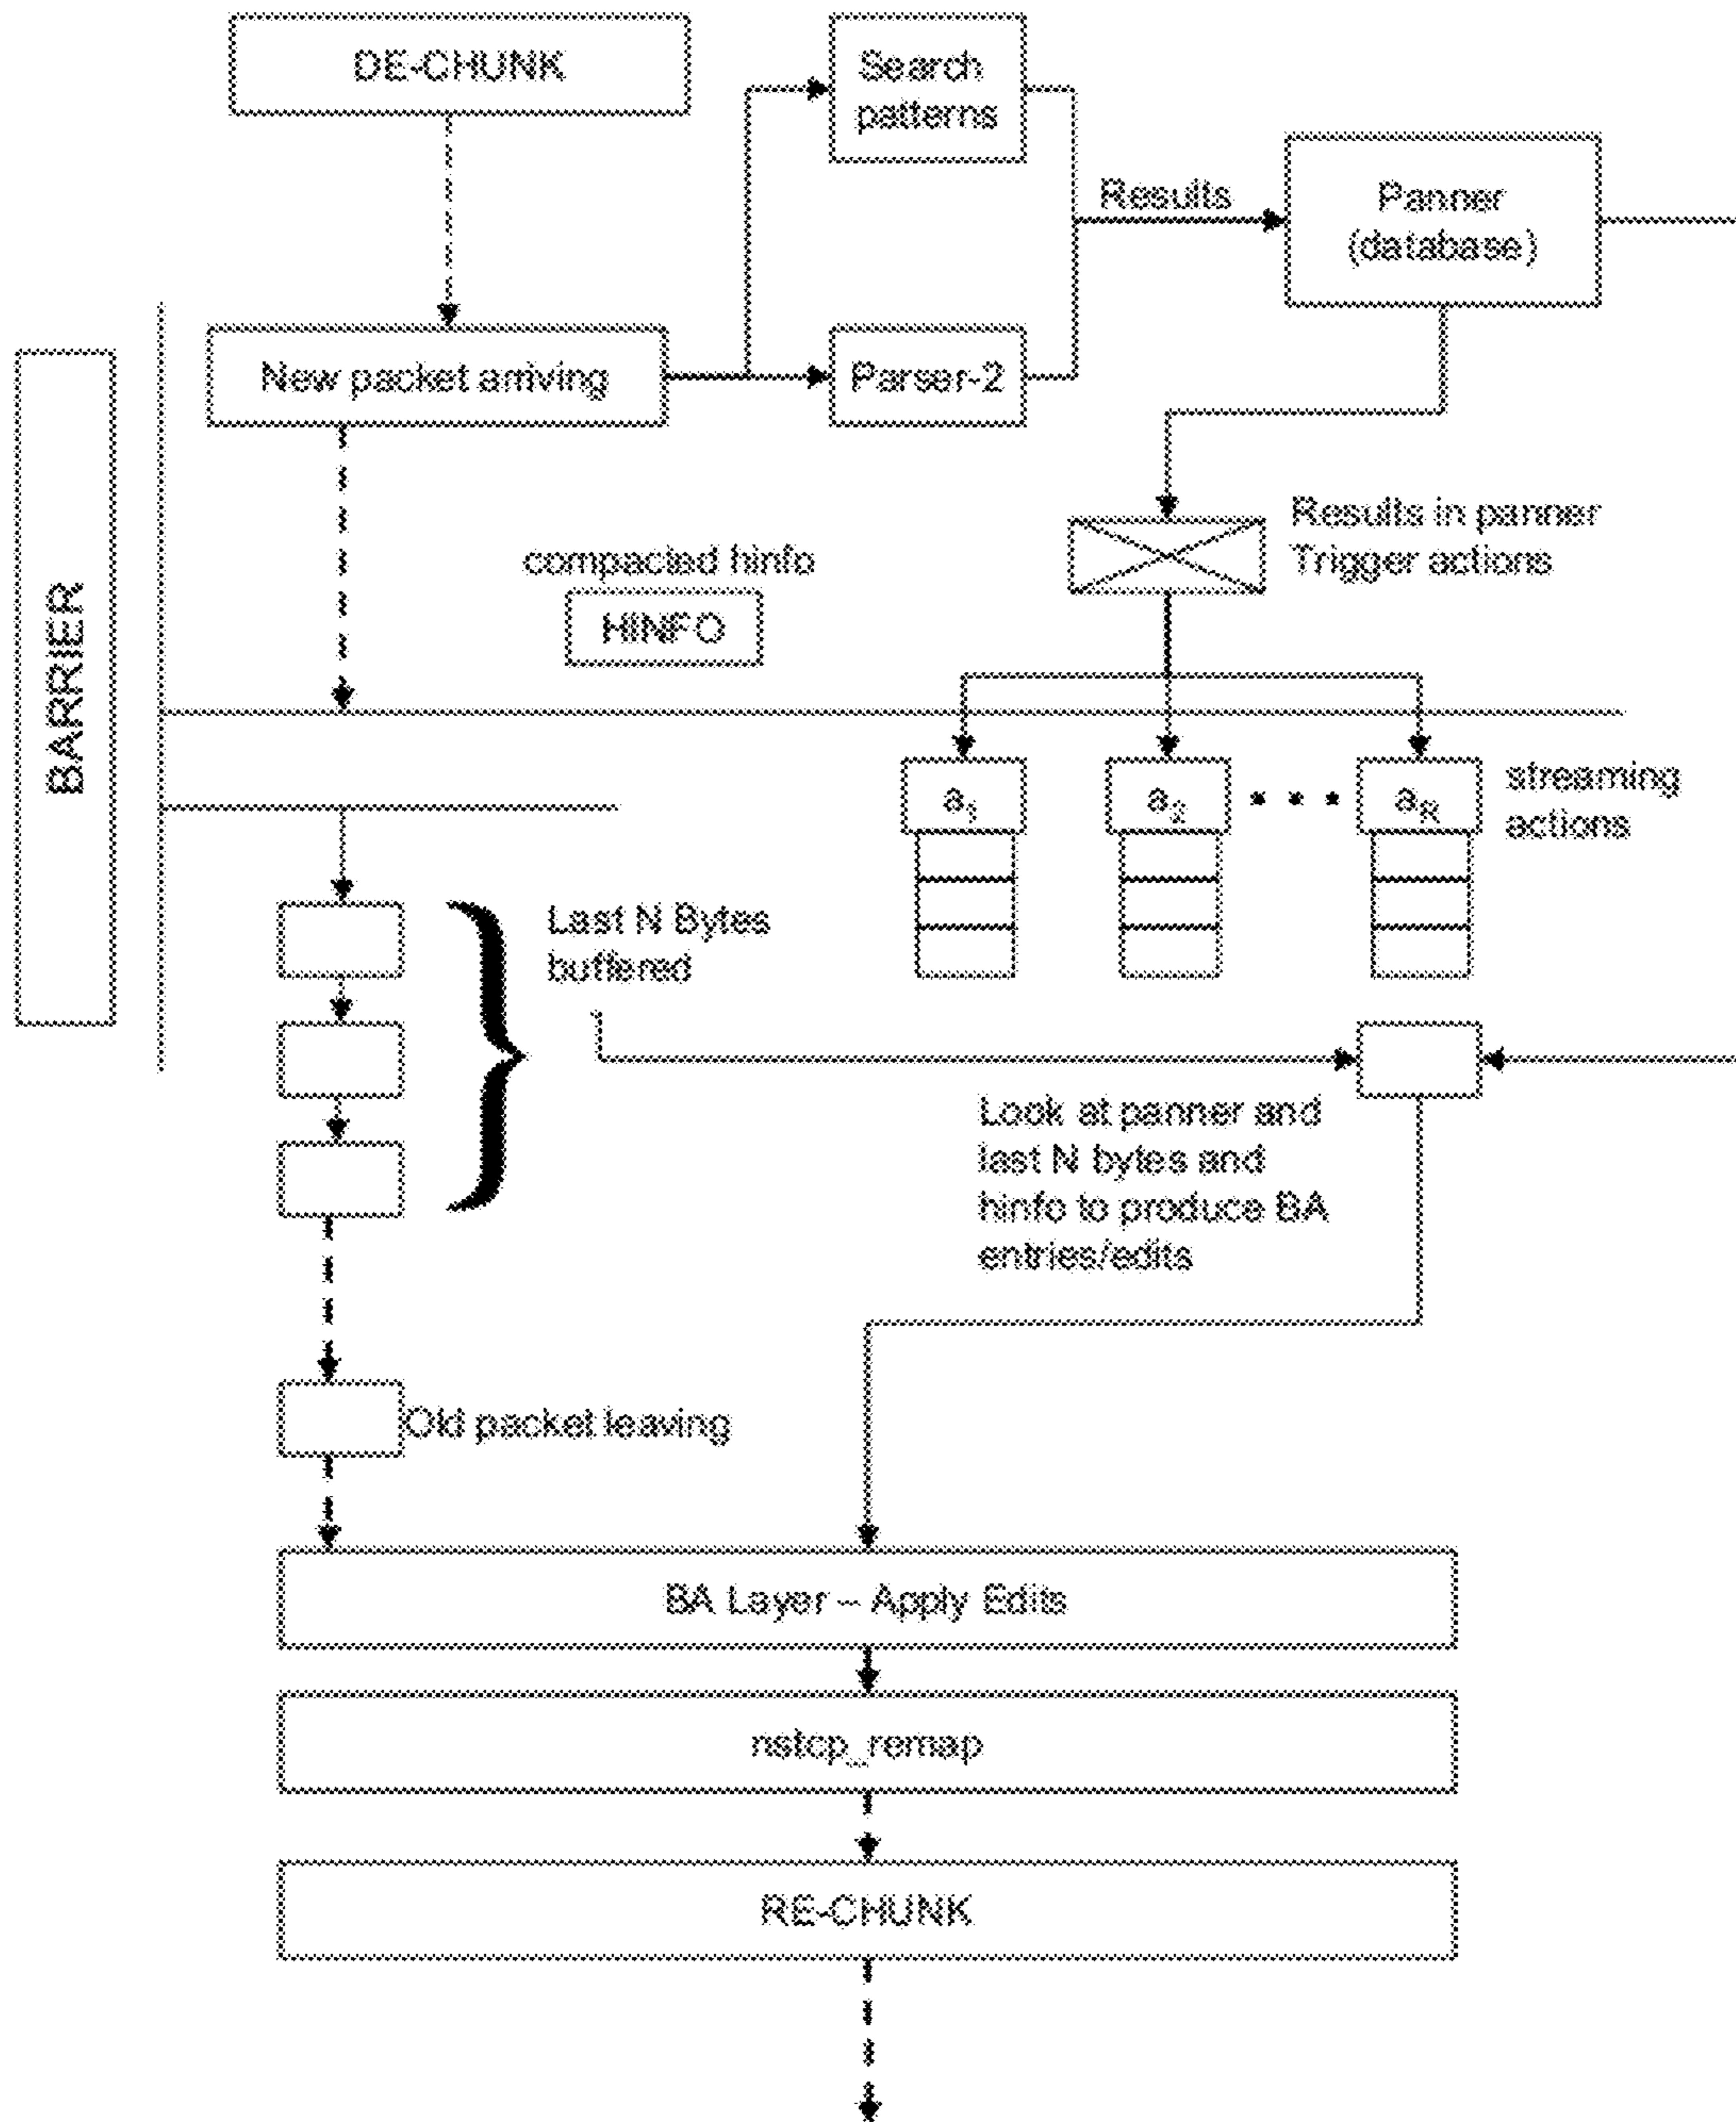 DE-CHUNK
Search
patterns
Results
Panner
(database)
New packet arriving
Parser-2
BARRIER
Results in panner
Trigger actions
compacted hinfo
HINFO
a1
a2
aR
streaming
actions
Last N Bytes
buffered
Look at panner and
last N bytes and
hinfo to produce BA
entries/edits
Old packet leaving
BA Layer – Apply Edits
nstcp_remap
RE-CHUNK